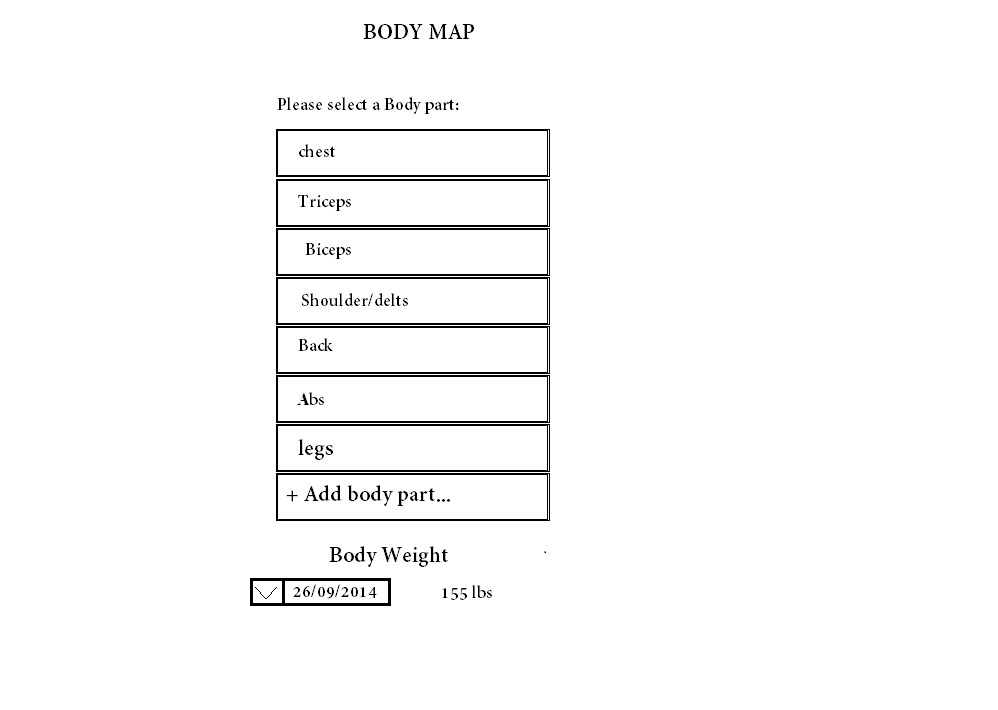 BODY MAP
Please select a Body part:
chest
Triceps
Biceps
Shoulder/delts
Back
Abs
legs
+ Add body part...
Body Weight
26/09/2014 155 lbs